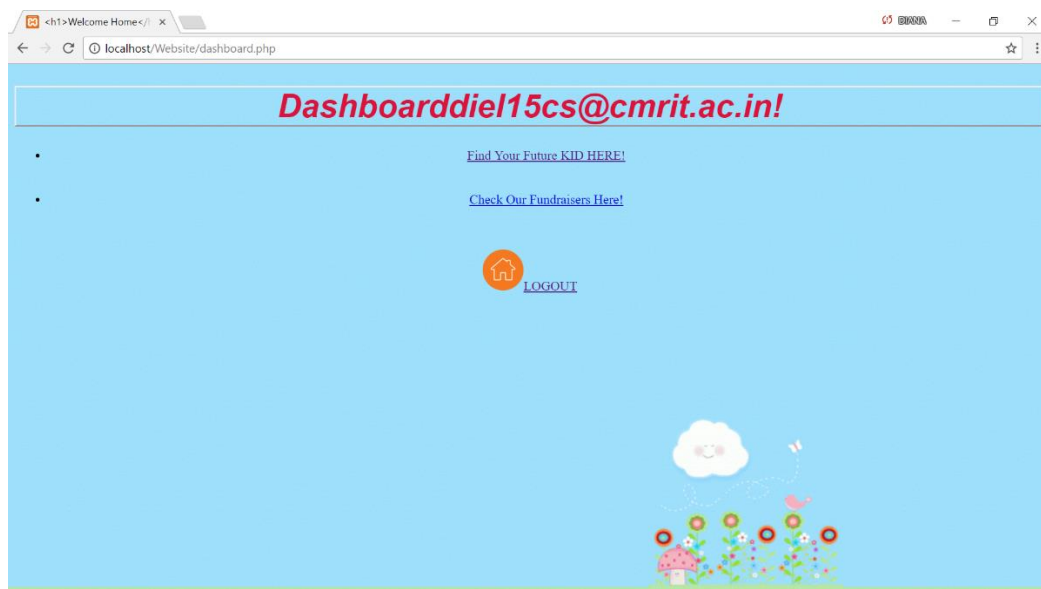 <h1>Welcome Home</
DIANA
localhost/Website/dashboard.php
Dashboarddiel15cs@cmrit.ac.in!
Find Your Future KID HERE!
Check Our Fundraisers Here!
LOGOUT